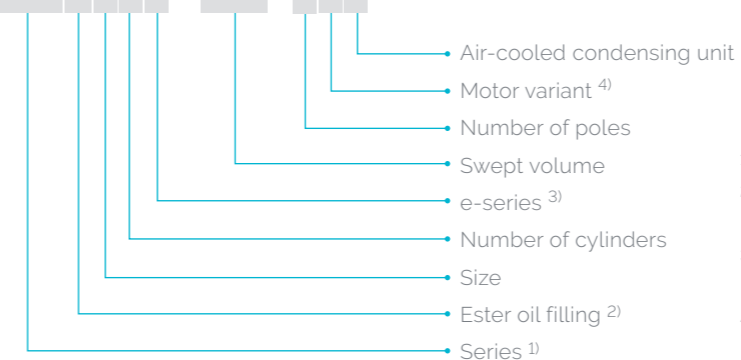 Air-cooled condensing unit
Motor variant 4)
Number of poles
Swept volume
e-series 3)
Number of cylinders
Size
Ester oil filling 2)
Series 1)